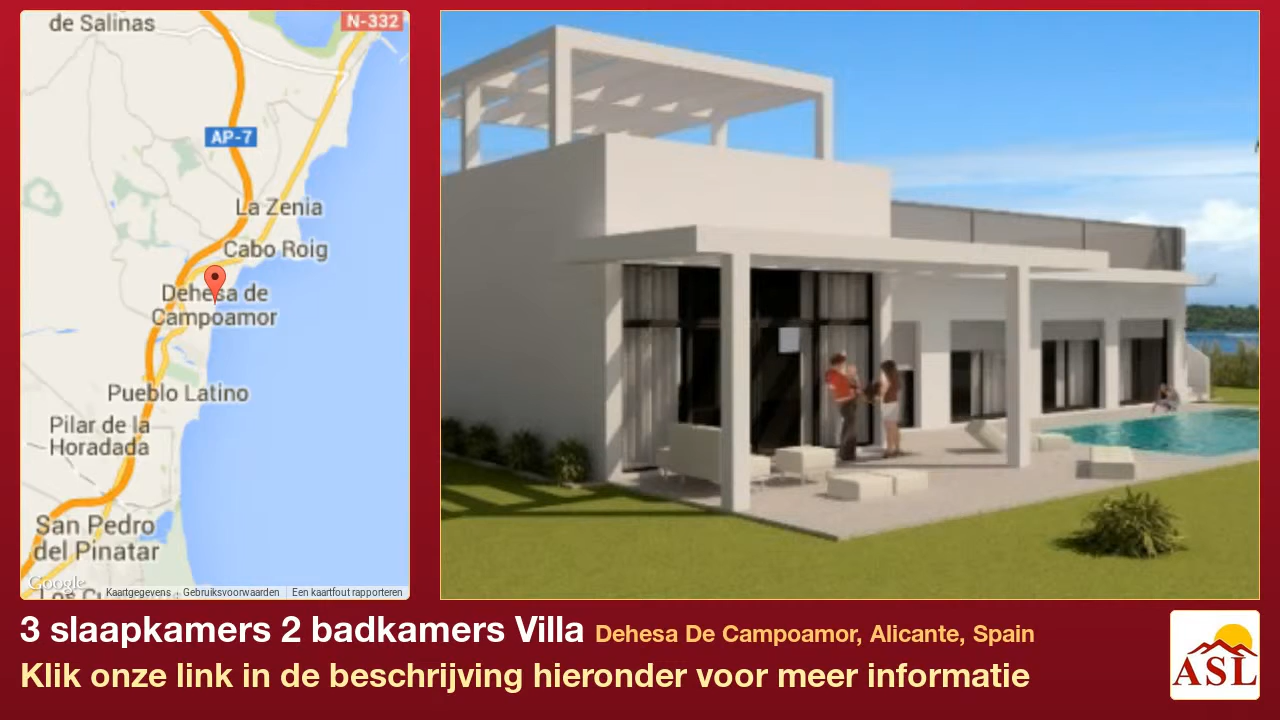 de Salinas
N-332
AP-7
La Zenia
Cabo Roig
Dehesa de
Campoamor
Pueblo Latino
Pilar de la
Horadada
San Pedro
del Pinatar
Google
Kaartgegevens Gebruiksvoorwaarden Een kaartfout rapporteren
3 slaapkamers 2 badkamers Villa Dehesa De Campoamor, Alicante, Spain
Klik onze link in de beschrijving hieronder voor meer informatie
ASL